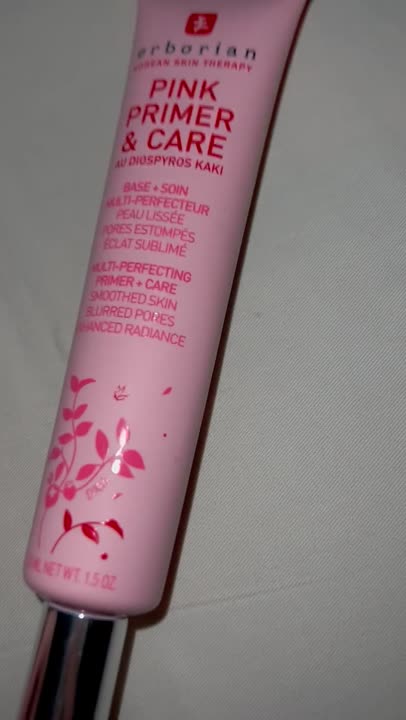 erborian
KOREAN SKIN THERAPY
PINK
PRIMER
& CARE
AU DIOSPYROS KAKI
BASE + SOIN
MULTI-PERFECTEUR
PEAU LISSÉE
PORES ESTOMPÉS
ÉCLAT SUBLIMÉ
MULTI-PERFECTING
PRIMER + CARE
SMOOTHED SKIN
BLURRED PORES
ENHANCED RADIANCE
NET WT. 1.5 OZ